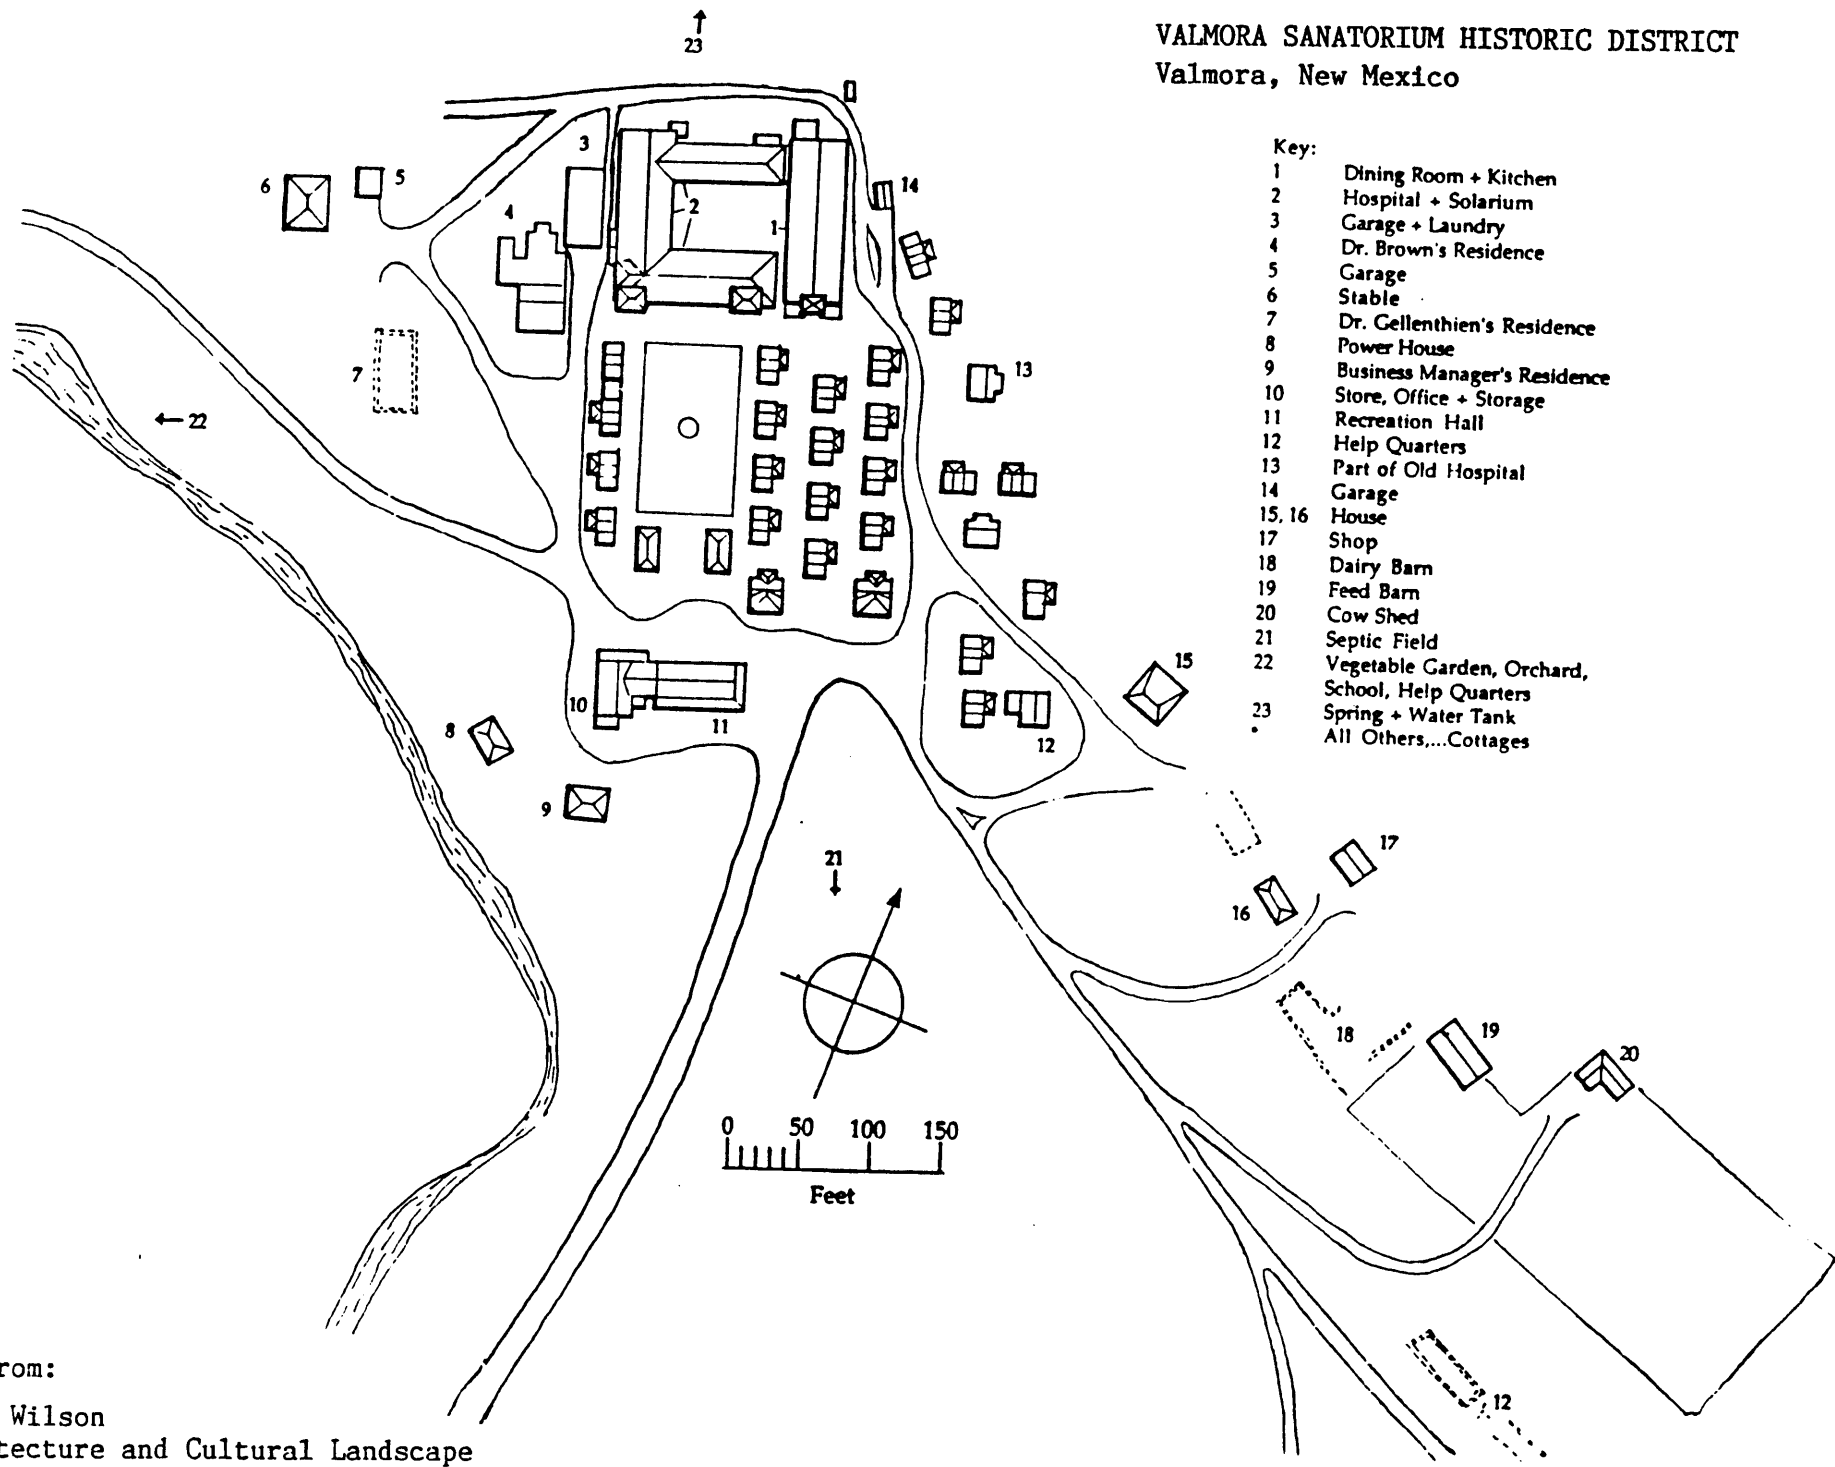 VALMORA SANATORIUM HISTORIC DISTRICT
Valmora, New Mexico
Key:
1 Dining Room + Kitchen
2 Hospital + Solarium
3 Garage + Laundry
4 Dr. Brown's Residence
5 Garage
6 Stable
7 Dr. Gellenthien's Residence
8 Power House
9 Business Manager's Residence
10 Store, Office + Storage
11 Recreation Hall
12 Help Quarters
13 Part of Old Hospital
14 Garage
15, 16 House
17 Shop
18 Dairy Barn
19 Feed Barn
20 Cow Shed
21 Septic Field
22 Vegetable Garden, Orchard,
School, Help Quarters
23 Spring + Water Tank
• All Others,...Cottages
23
3
6
5
14
4
2
1
7
13
22
15
10
11
12
8
9
17
21
16
18
19
20
0 50 100 150
Feet
12
rom:
Wilson
tecture and Cultural Landscape